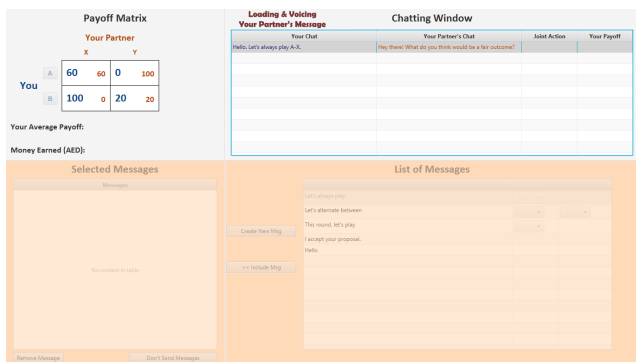 Payoff Matrix
Your Partner
X Y
You
A 60 60 0 100
B 100 0 20 20
Your Average Payoff:
Money Earned (AED):
Loading & Voicing
Your Partner's Message
Chatting Window
Your Chat Your Partner's Chat Joint Action Your Payoff
Hello. Let's always play A-X. Hey there! What do you think would be a fair outcome?
Selected Messages
Messages
No content in table
Remove Message Don't Send Messages
Create New Msg
<< Include Msg
List of Messages
Let's always play
Let's alternate between
This round, let's play
I accept your proposal.
Hello.